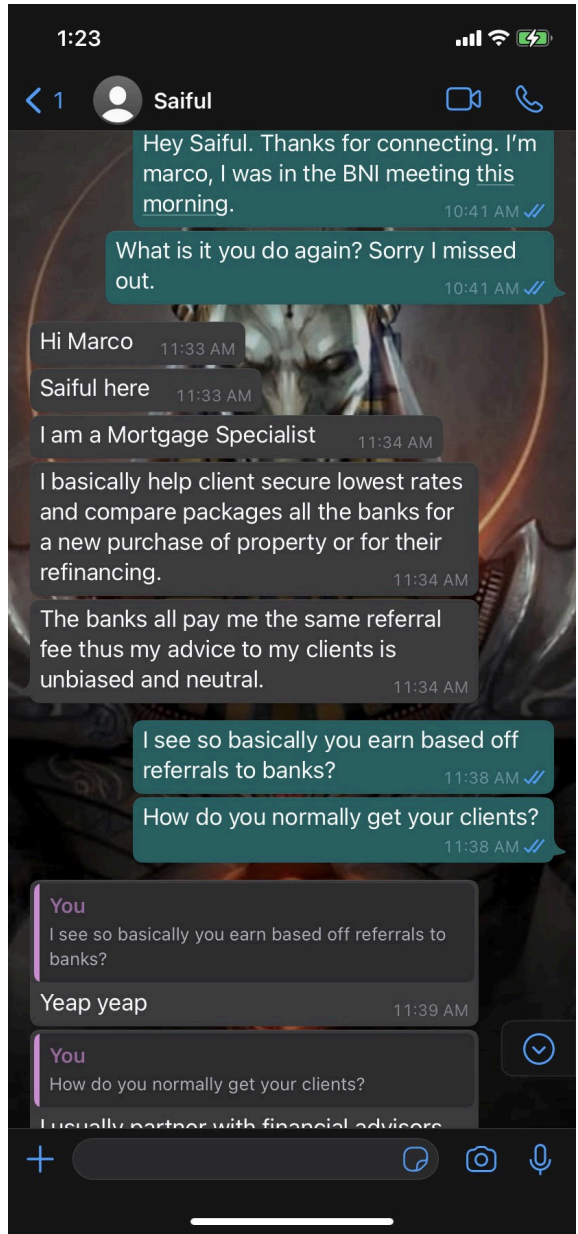 1:23
1
Saiful
Hey Saiful. Thanks for connecting. I'm
marco, I was in the BNI meeting this
morning.
10:41 AM
What is it you do again? Sorry I missed
out.
10:41 AM
Hi Marco
11:33 AM
Saiful here
11:33 AM
I am a Mortgage Specialist
11:34 AM
I basically help client secure lowest rates
and compare packages all the banks for
a new purchase of property or for their
refinancing.
11:34 AM
The banks all pay me the same referral
fee thus my advice to my clients is
unbiased and neutral.
11:34 AM
I see so basically you earn based off
referrals to banks?
11:38 AM
How do you normally get your clients?
11:38 AM
You
I see so basically you earn based off referrals to
banks?
Yeap yeap
11:39 AM
You
How do you normally get your clients?
I usually partner with financial advisors